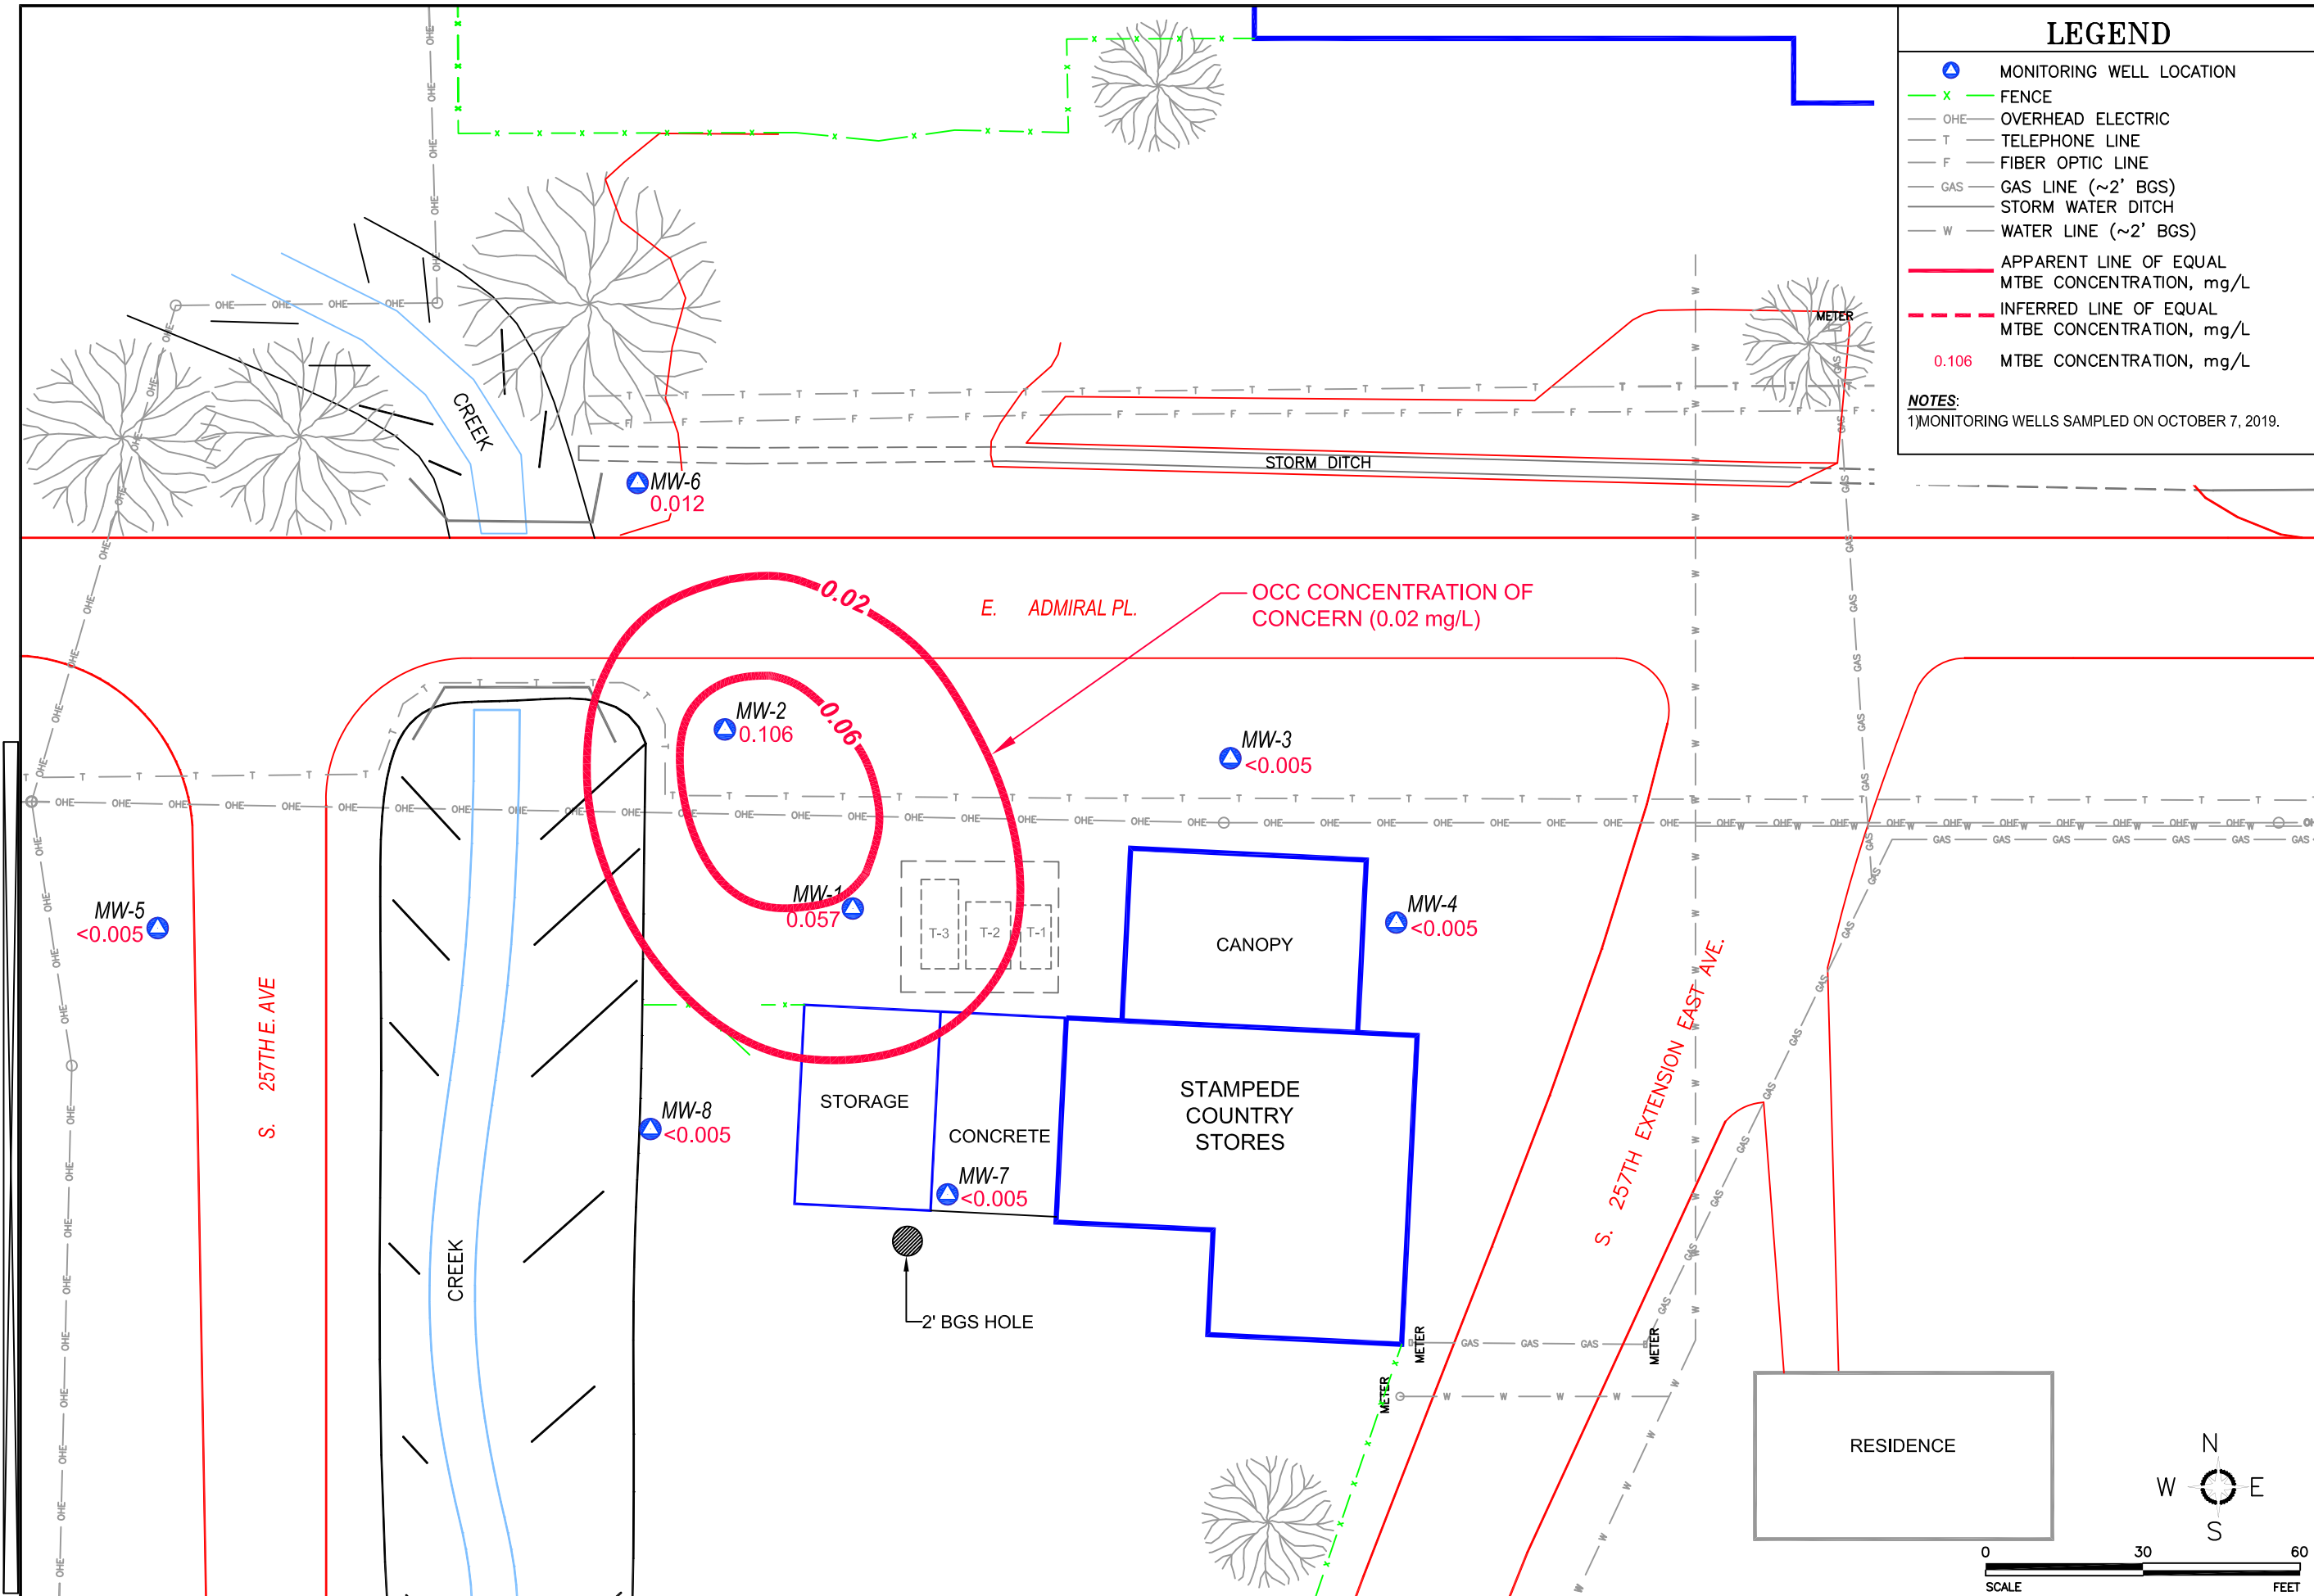 LEGEND
MONITORING WELL LOCATION
X FENCE
OHE OVERHEAD ELECTRIC
T TELEPHONE LINE
F FIBER OPTIC LINE
GAS GAS LINE (~2' BGS)
STORM WATER DITCH
W WATER LINE (~2' BGS)
APPARENT LINE OF EQUAL
MTBE CONCENTRATION, mg/L
INFERRED LINE OF EQUAL
MTBE CONCENTRATION, mg/L
0.106 MTBE CONCENTRATION, mg/L
NOTES:
1)MONITORING WELLS SAMPLED ON OCTOBER 7, 2019.
METER
CREEK
STORM DITCH
MW-6
0.012
0.02
E. ADMIRAL PL.
OCC CONCENTRATION OF
CONCERN (0.02 mg/L)
MW-2
0.106
0.06
MW-3
<0.005
MW-5
<0.005
MW-1
0.057
T-3
T-2
T-1
CANOPY
MW-4
<0.005
S. 257TH E. AVE
S. 257TH EXTENSION EAST AVE.
STORAGE
CONCRETE
STAMPEDE
COUNTRY
STORES
MW-8
<0.005
MW-7
<0.005
CREEK
2' BGS HOLE
METER
METER
METER
RESIDENCE
N
W E
S
0 30 60
SCALE FEET